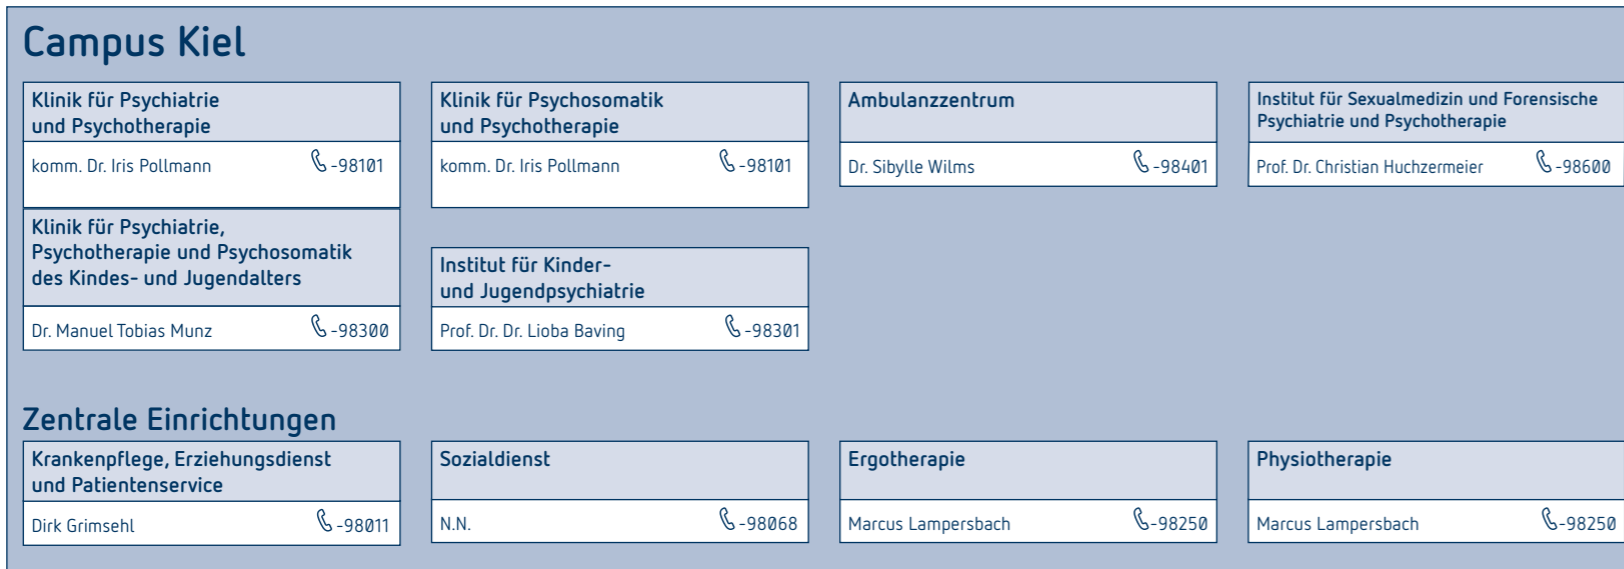 Campus Kiel
Klinik für Psychiatrie
und Psychotherapie
komm. Dr. Iris Pollmann -98101
Klinik für Psychosomatik
und Psychotherapie
komm. Dr. Iris Pollmann -98101
Ambulanzzentrum
Dr. Sibylle Wilms -98401
Institut für Sexualmedizin und Forensische
Psychiatrie und Psychotherapie
Prof. Dr. Christian Huchzermeier -98600
Klinik für Psychiatrie,
Psychotherapie und Psychosomatik
des Kindes- und Jugendalters
Dr. Manuel Tobias Munz -98300
Institut für Kinder-
und Jugendpsychiatrie
Prof. Dr. Dr. Lioba Baving -98301
Zentrale Einrichtungen
Krankenpflege, Erziehungsdienst
und Patientenservice
Dirk Grimsehl -98011
Sozialdienst
N.N. -98068
Ergotherapie
Marcus Lampersbach -98250
Physiotherapie
Marcus Lampersbach -98250